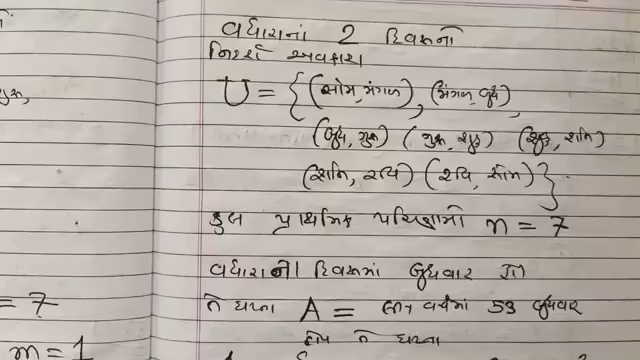 વધારાનાં 2 દિવસની
નિદર્શ અવકાશ
U = { (સોમ, મંગળ), (મંગળ, બુધ),
(બુધ, ગુરુ) (ગુરુ, શુક્ર) (શુક્ર, શનિ)
(શનિ, રવિ) (રવિ, સોમ) }
કુલ પ્રાથમિક પરિણામો n = 7
વધારાની દિવસમાં બુધવાર
તે ઘટના A = લીપ વર્ષમાં 53 બુધવાર
હોય તે ઘટના
= 7
m = 1